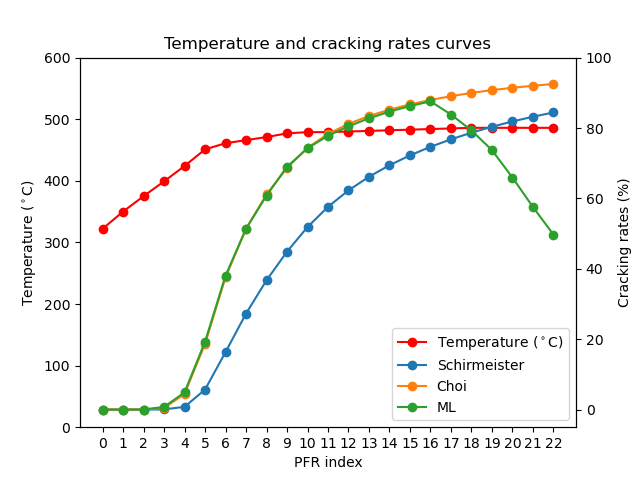 Temperature and cracking rates curves
600
500
400
300
200
100
0
Temperature (°C)
100
80
60
40
20
0
Cracking rates (%)
Temperature (°C)
Schirmeister
Choi
ML
0 1 2 3 4 5 6 7 8 9 10 11 12 13 14 15 16 17 18 19 20 21 22
PFR index